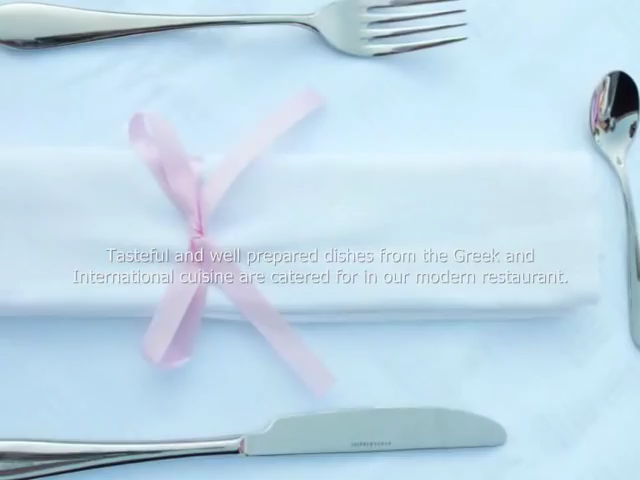 Tasteful and well prepared dishes from the Greek and
International cuisine are catered for in our modern restaurant.